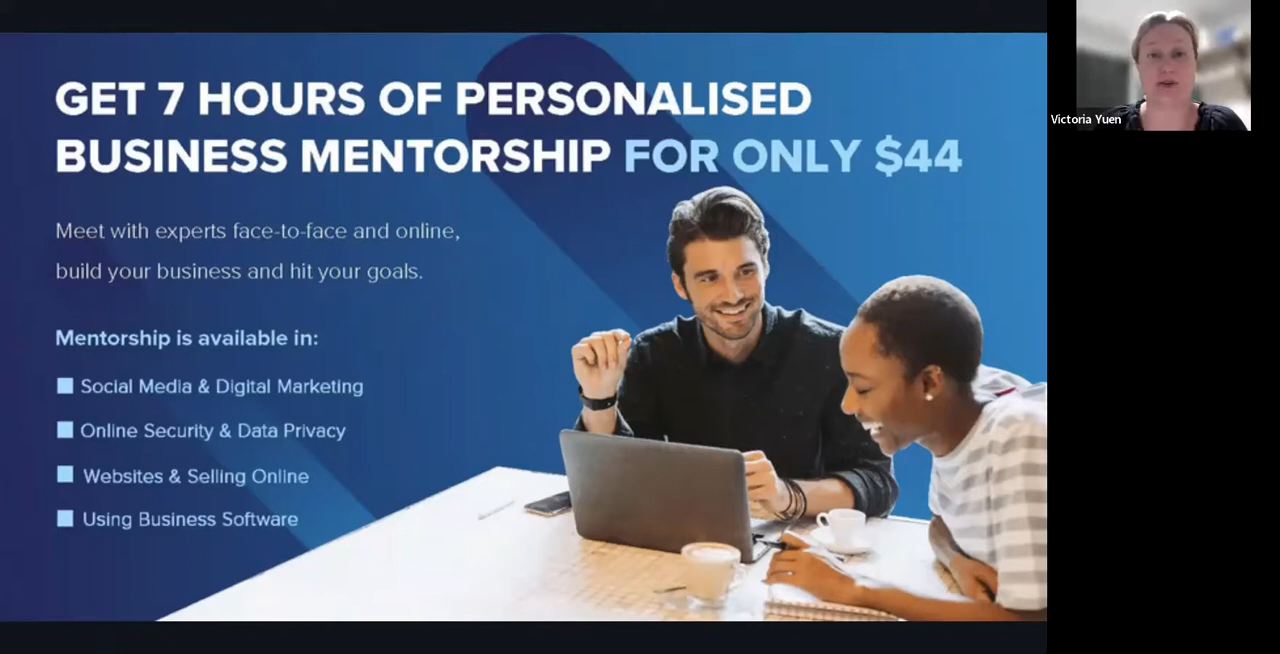 GET 7 HOURS OF PERSONALISED
BUSINESS MENTORSHIP FOR ONLY $44
Meet with experts face-to-face and online,
build your business and hit your goals.
Mentorship is available in:
Social Media & Digital Marketing
Online Security & Data Privacy
Websites & Selling Online
Using Business Software
Victoria Yuen